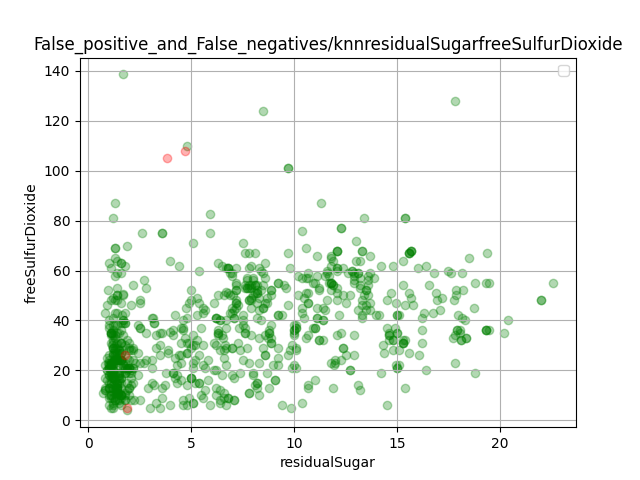 False_positive_and_False_negatives/knnresidualSugarfreeSulfurDioxide
140
120
100
80
60
40
20
0
freeSulfurDioxide
0 5 10 15 20
residualSugar